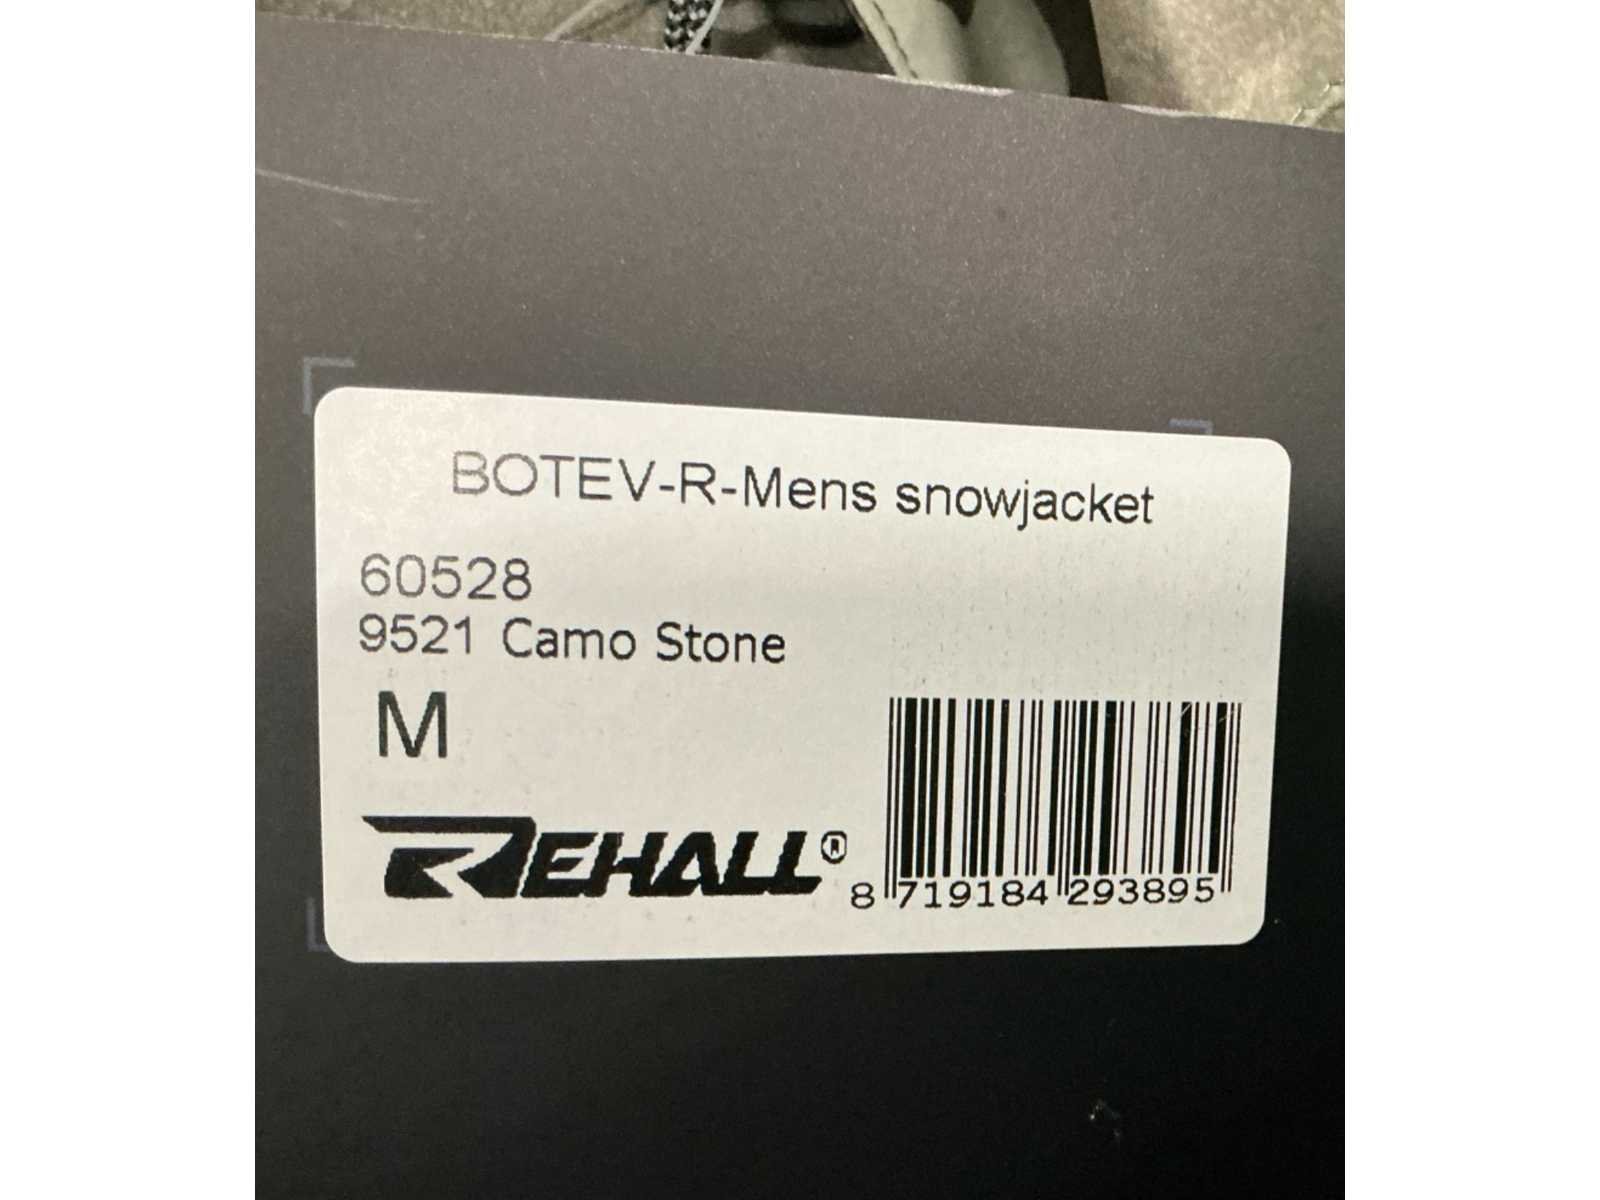 BOTEV-R-Mens snowjacket
60528
9521 Camo Stone
M
REHALL®
8 719184 293895